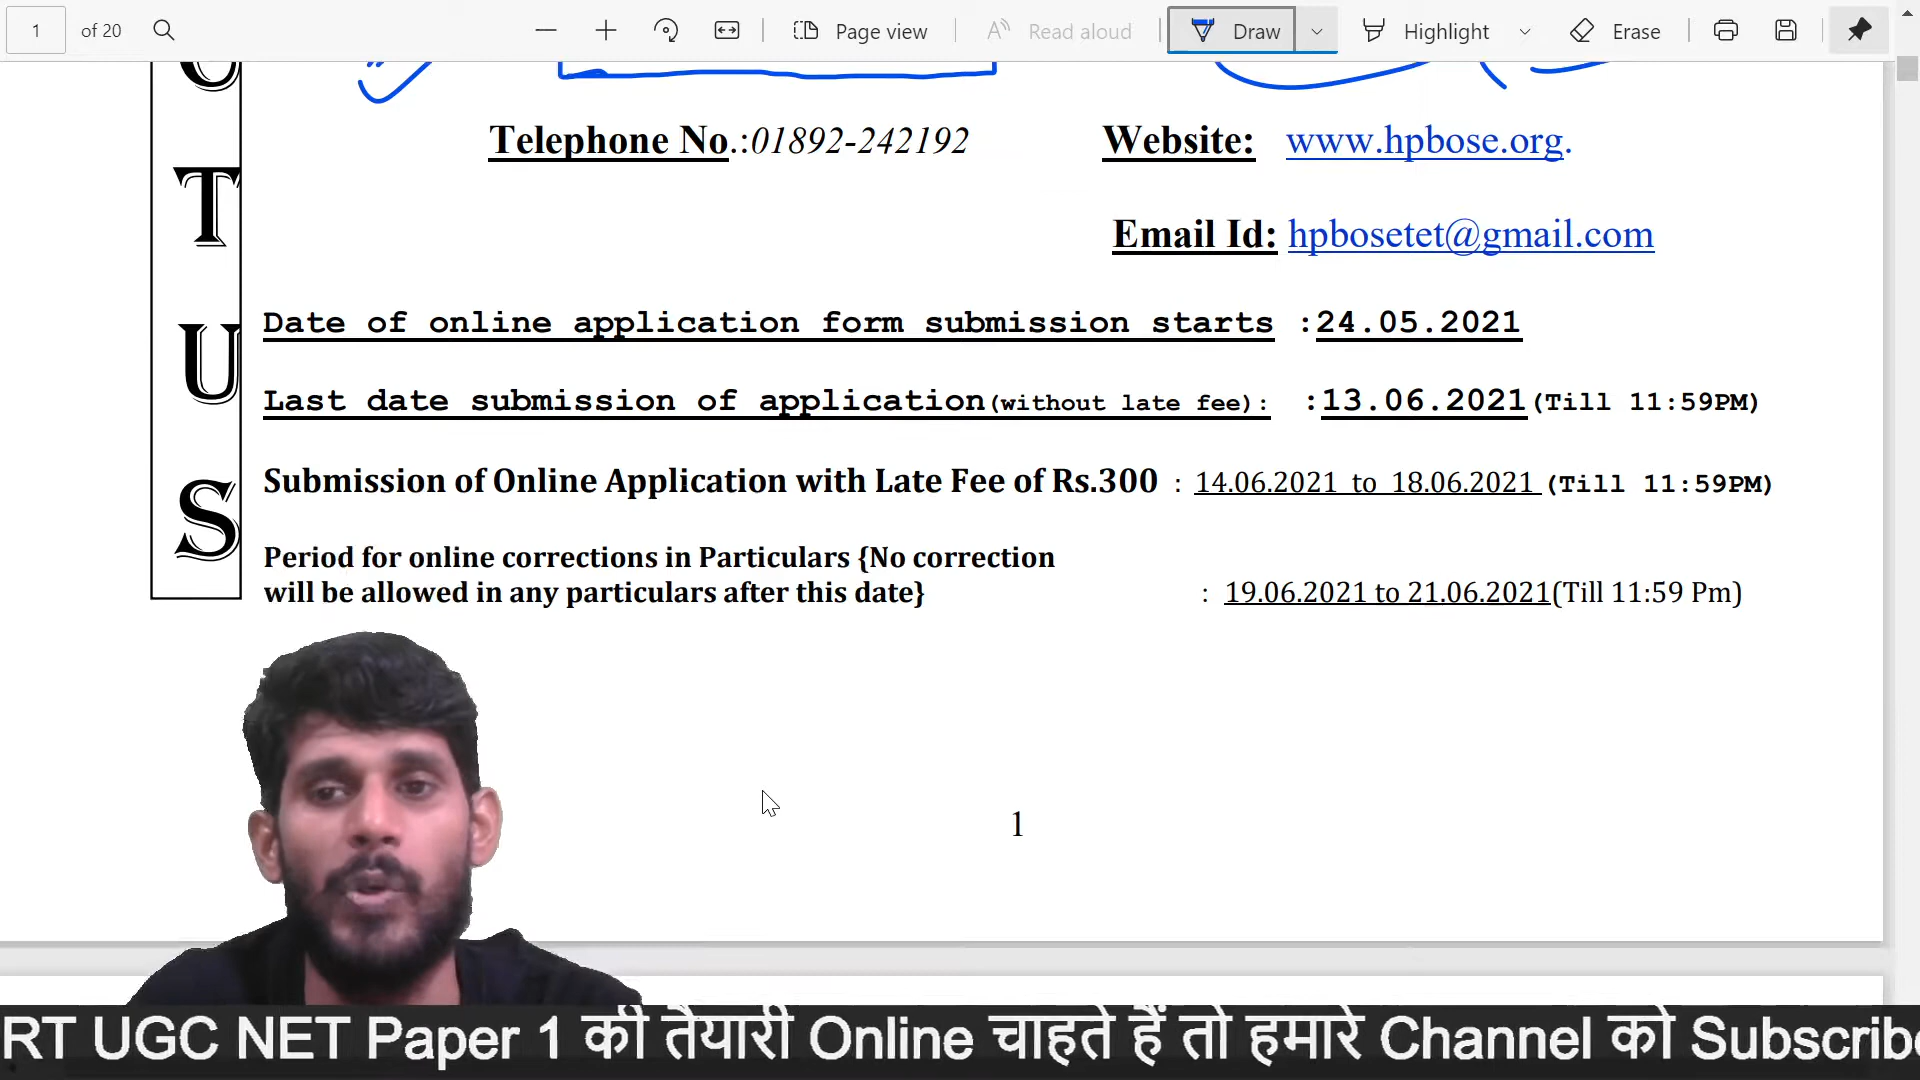 1 of 20 Page view Read aloud Draw Highlight Erase
T
U
S
Telephone No.:01892-242192 Website: www.hpbose.org.
Email Id: hpbosetet@gmail.com
Date of online application form submission starts :24.05.2021
Last date submission of application(without late fee): :13.06.2021(Till 11:59PM)
Submission of Online Application with Late Fee of Rs.300 : 14.06.2021 to 18.06.2021 (Till 11:59PM)
Period for online corrections in Particulars {No correction
will be allowed in any particulars after this date} : 19.06.2021 to 21.06.2021(Till 11:59 Pm)
1
RT UGC NET Paper 1 की तैयारी Online चाहते हैं तो हमारे Channel को Subscribe